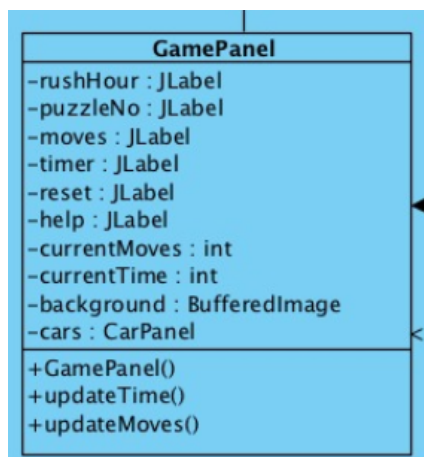 GamePanel
-rushHour : JLabel
-puzzleNo : JLabel
-moves : JLabel
-timer : JLabel
-reset : JLabel
-help : JLabel
-currentMoves : int
-currentTime : int
-background : BufferedImage
-cars : CarPanel
+GamePanel()
+updateTime()
+updateMoves()